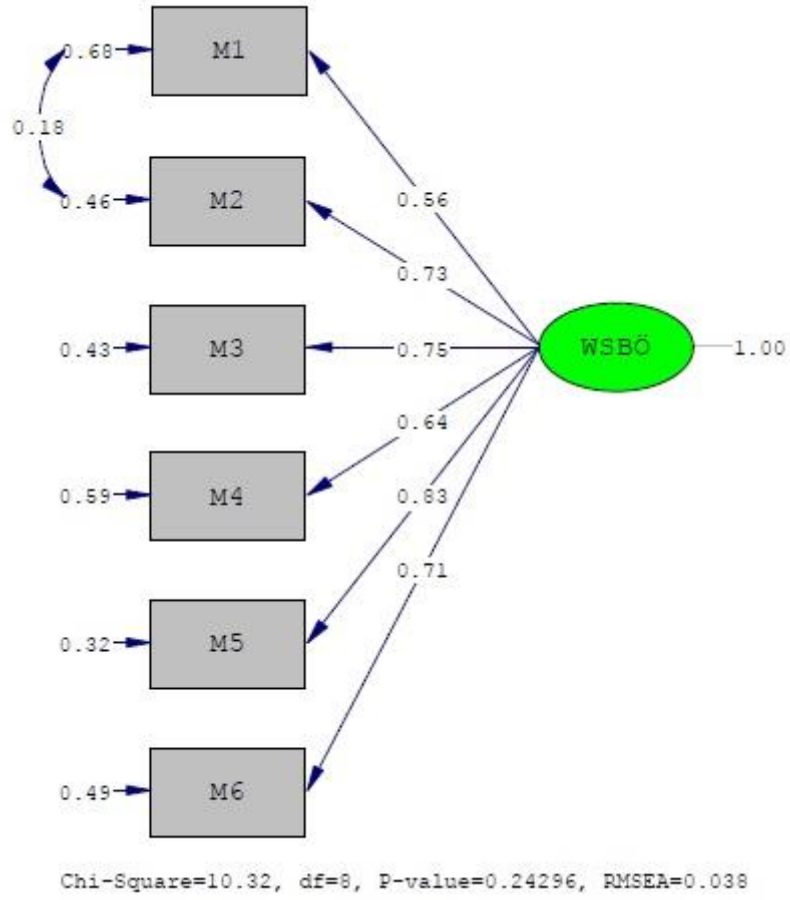 0.68
M1
0.18
0.56
0.46
M2
0.73
0.43
M3
0.75
WSBÖ
1.00
0.64
0.59
M4
0.83
0.71
0.32
M5
0.49
M6
Chi-Square=10.32, df=8, P-value=0.24296, RMSEA=0.038